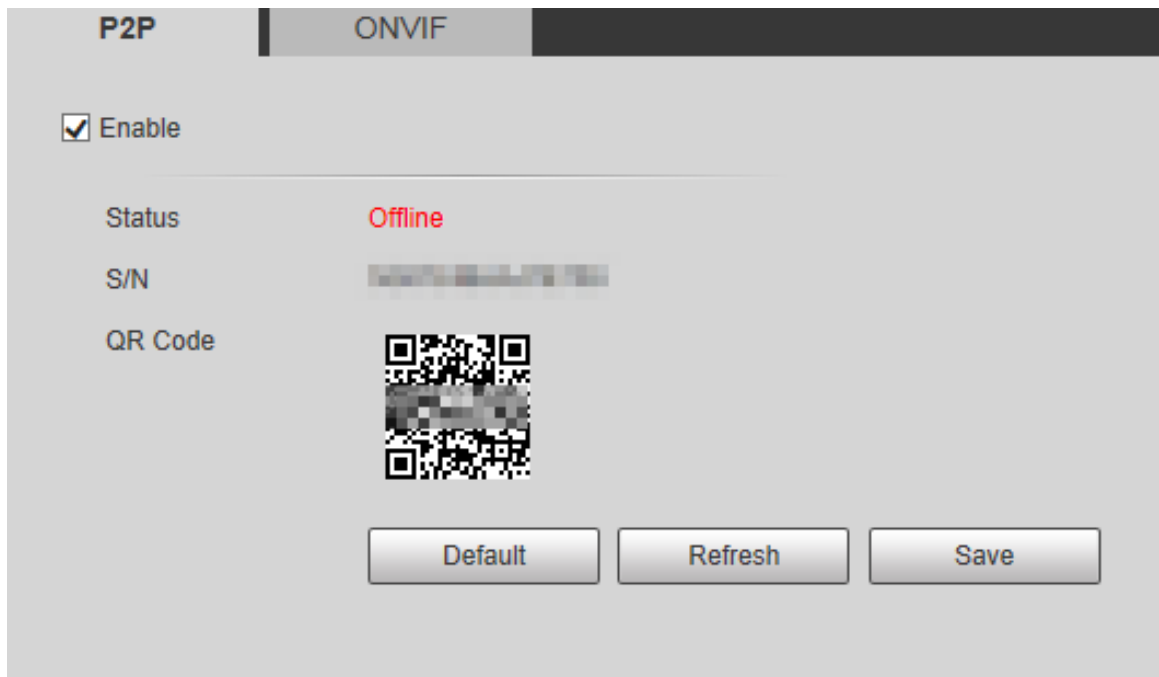 P2P ONVIF
Enable
Status Offline
S/N
QR Code
Default Refresh Save